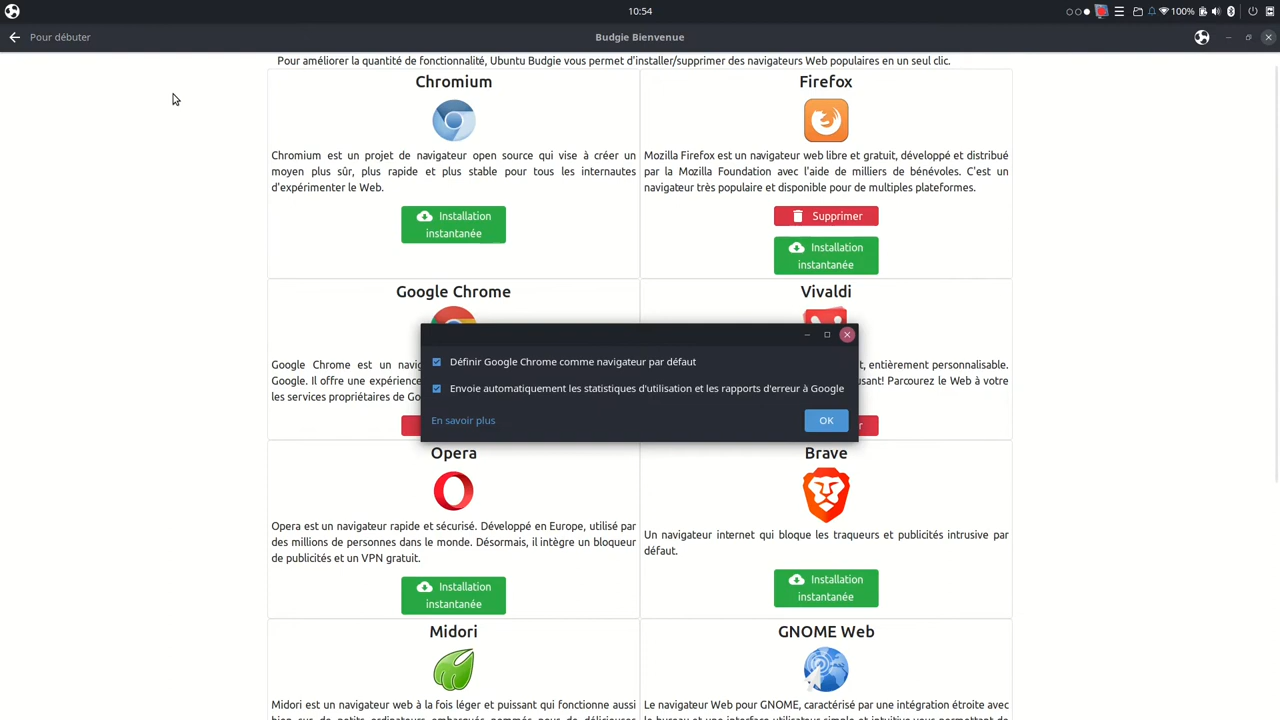 10:54
100%
Pour débuter
Budgie Bienvenue
Pour améliorer la quantité de fonctionnalité, Ubuntu Budgie vous permet d'installer/supprimer des navigateurs Web populaires en un seul clic.
Chromium
Chromium est un projet de navigateur open source qui vise à créer un
moyen plus sûr, plus rapide et plus stable pour tous les internautes
d'expérimenter le Web.
Installation
instantanée
Firefox
Mozilla Firefox est un navigateur web libre et gratuit, développé et distribué
par la Mozilla Foundation avec l'aide de milliers de bénévoles. C'est un
navigateur très populaire et disponible pour de multiples plateformes.
Supprimer
Installation
instantanée
Google Chrome
Google Chrome est un
Google. Il offre une expérience
les services propriétaires de
Vivaldi
entièrement personnalisable.
Parcourez le Web à votre
Définir Google Chrome comme navigateur par défaut
Envoie automatiquement les statistiques d'utilisation et les rapports d'erreur à Google
En savoir plus
OK
Opera
Opera est un navigateur rapide et sécurisé. Développé en Europe, utilisé par
des millions de personnes dans le monde. Désormais, il intègre un bloqueur
de publicités et un VPN gratuit.
Installation
instantanée
Brave
Un navigateur internet qui bloque les traqueurs et publicités intrusive par
défaut.
Installation
instantanée
Midori
Midori est un navigateur web à la fois léger et puissant qui fonctionne aussi
GNOME Web
Le navigateur Web pour GNOME, caractérisé par une intégration étroite avec